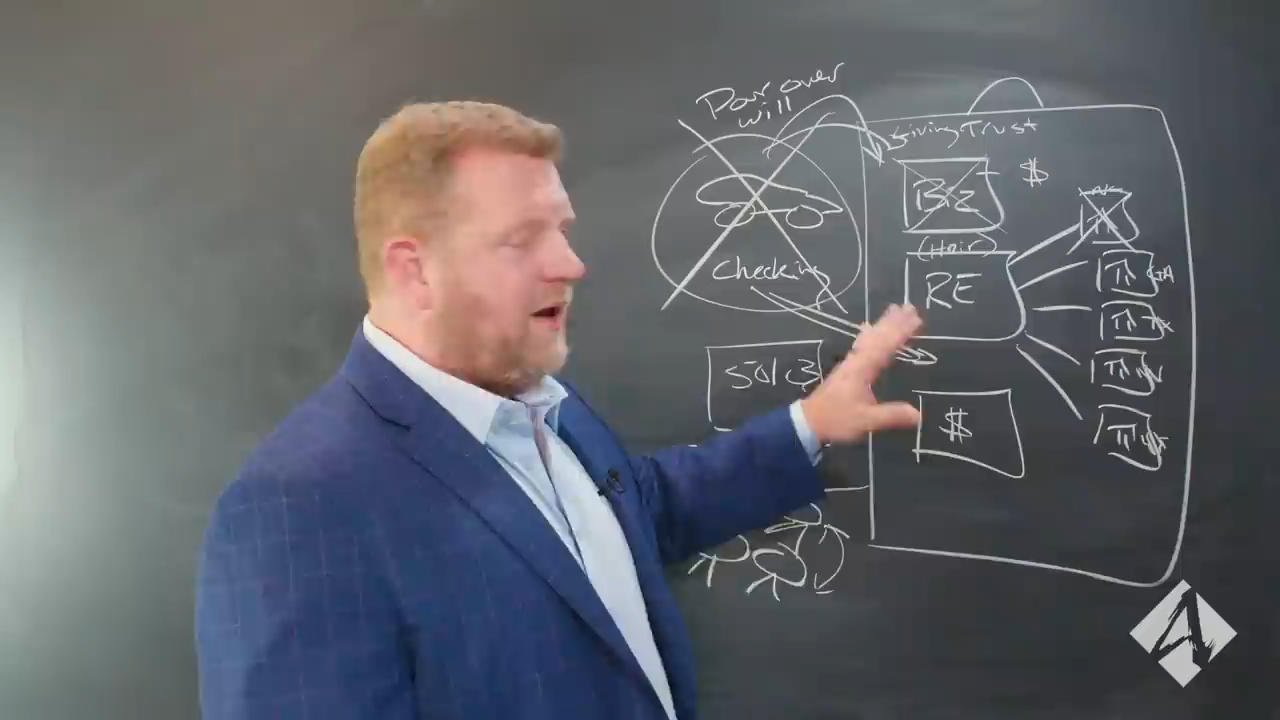 Pour over
will
Living Trust
$
Biz
(Heir)
RE
Checking
501c3
$